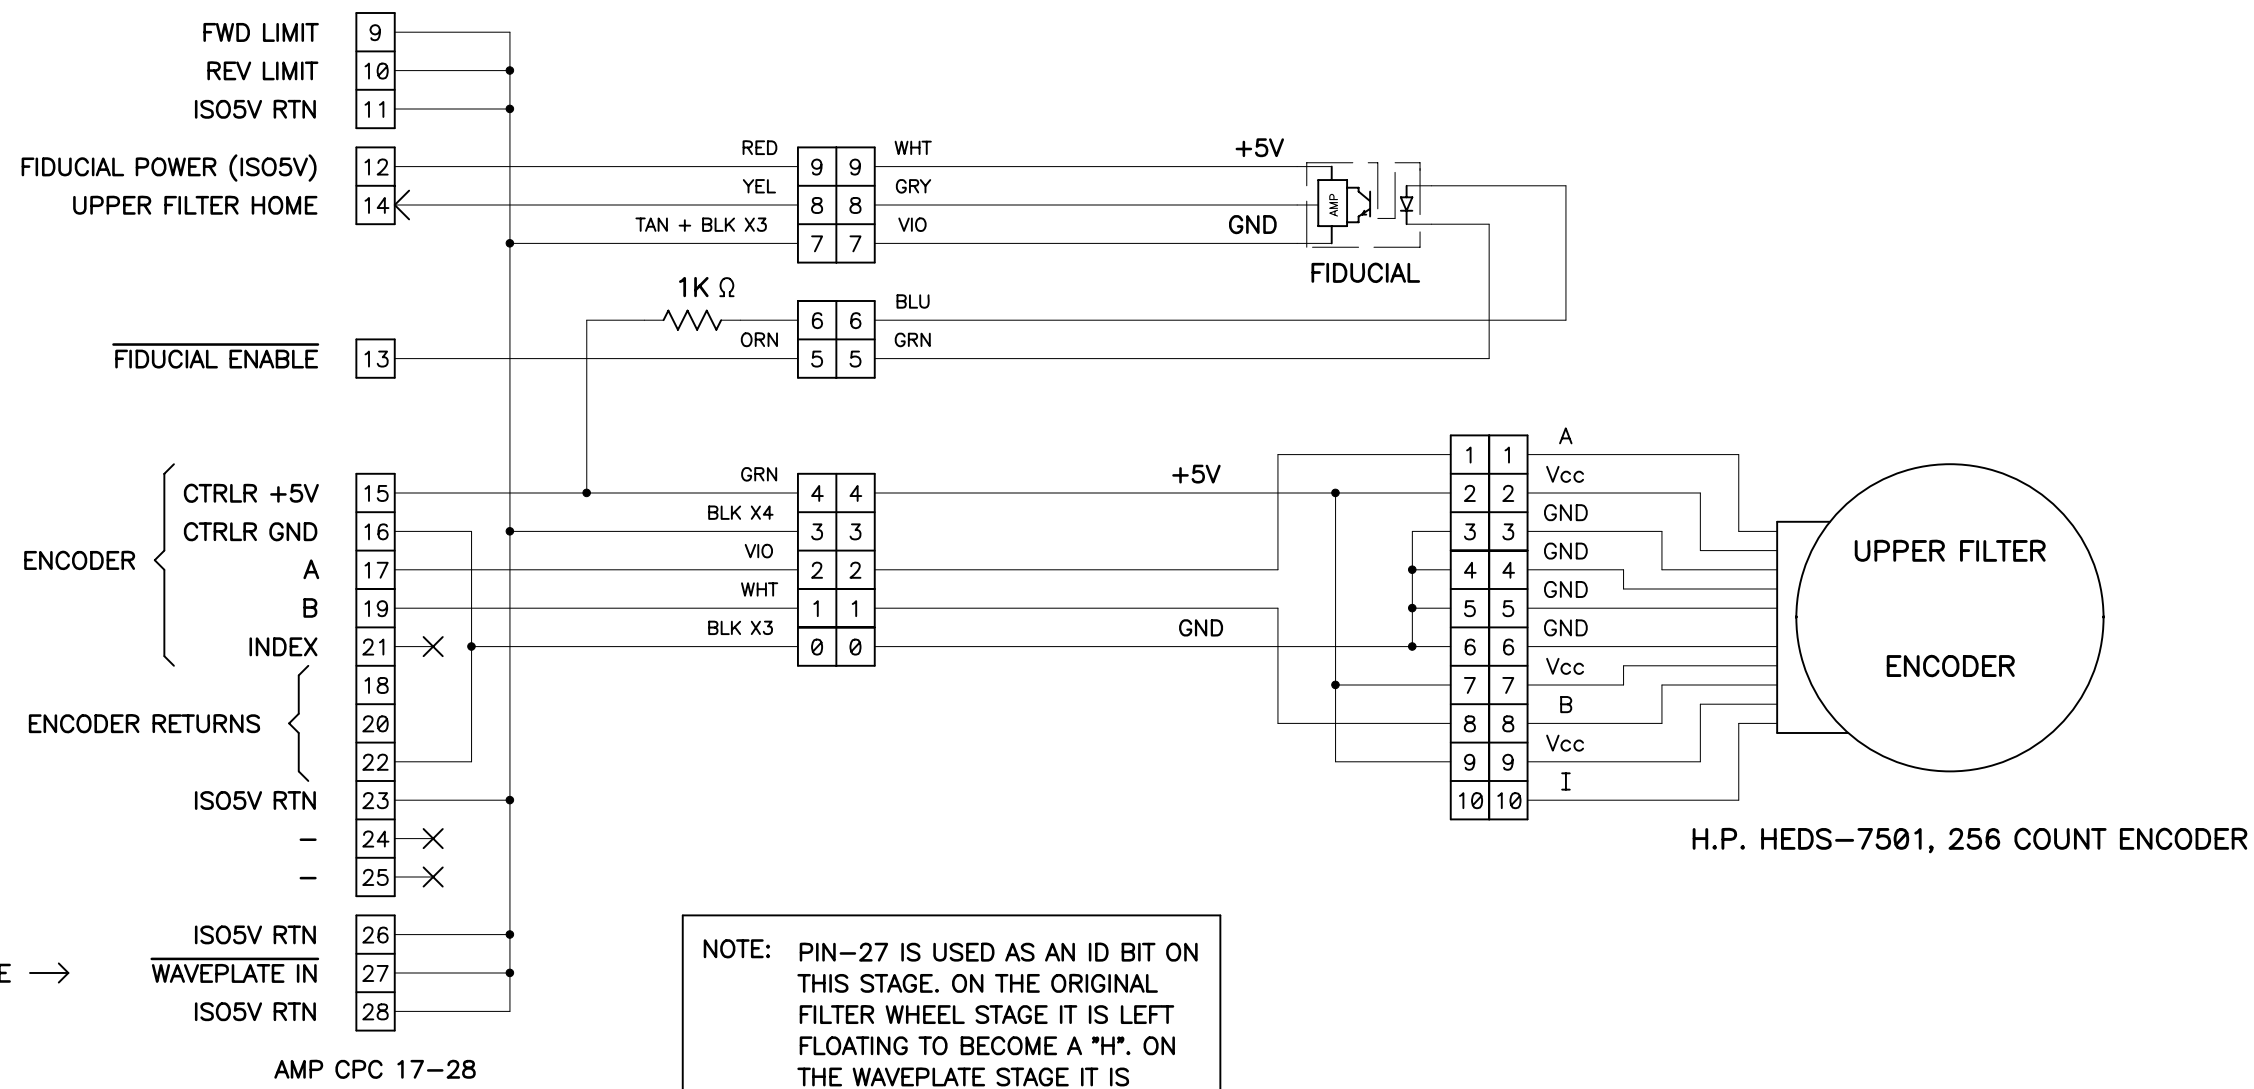 FWD LIMIT 9
REV LIMIT 10
ISO5V RTN 11
RED WHT +5V
FIDUCIAL POWER (ISO5V) 12 9 9
YEL GRY
UPPER FILTER HOME 14 8 8 AMP
TAN + BLK X3 VIO GND
7 7
FIDUCIAL
1K Ω BLU
6 6
ORN GRN
FIDUCIAL ENABLE 13 5 5
A
1 1
GRN +5V Vcc
CTRLR +5V 15 4 4 2 2
BLK X4 GND
CTRLR GND 16 3 3 3 3
VIO GND
ENCODER A 17 2 2 4 4
WHT GND
B 19 1 1 5 5
BLK X3 GND GND
INDEX 21 0 0 6 6
Vcc
18 7 7
B
ENCODER RETURNS 20 8 8
Vcc
22 9 9
I
ISO5V RTN 23 10 10
UPPER FILTER
ENCODER
H.P. HEDS-7501, 256 COUNT ENCODER
- 24
- 25
ISO5V RTN 26
E → WAVEPLATE IN 27
ISO5V RTN 28
AMP CPC 17-28
NOTE: PIN-27 IS USED AS AN ID BIT ON
THIS STAGE. ON THE ORIGINAL
FILTER WHEEL STAGE IT IS LEFT
FLOATING TO BECOME A "H". ON
THE WAVEPLATE STAGE IT IS